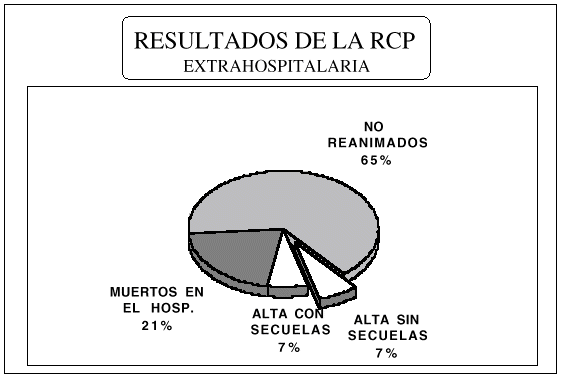 RESULTADOS DE LA RCP
EXTRAHOSPITALARIA
NO
REANIMADOS
65%
MUERTOS EN
EL HOSP.
21%
ALTA CON
SECUELAS
7%
ALTA SIN
SECUELAS
7%